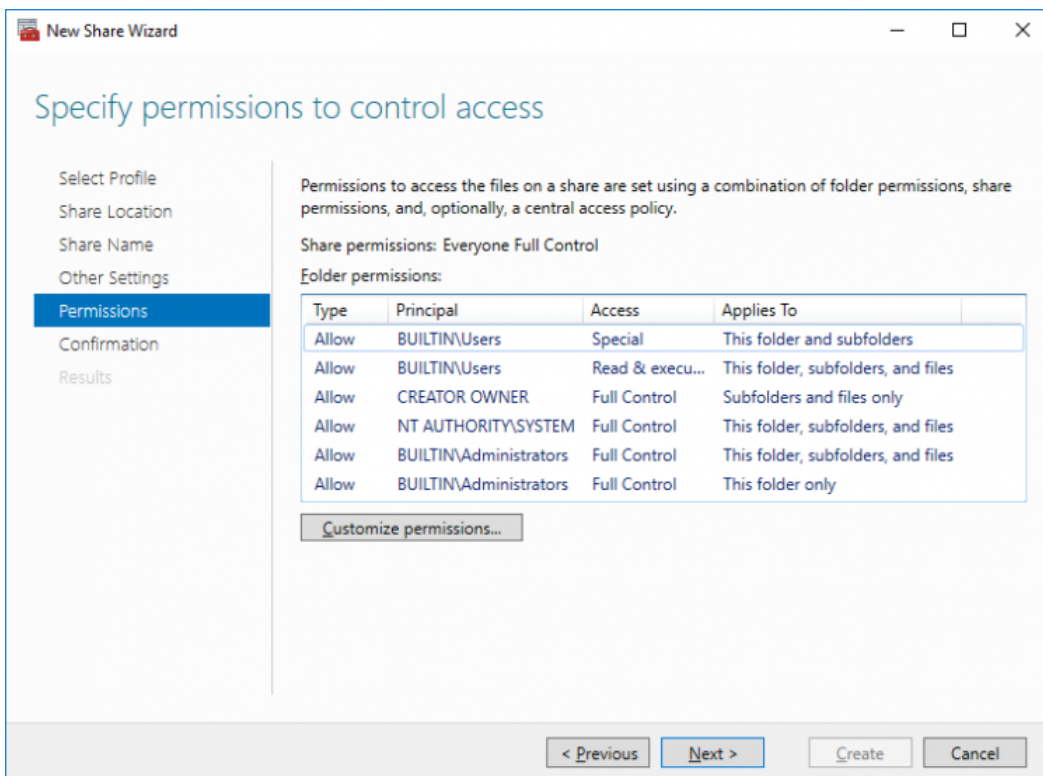 New Share Wizard
Specify permissions to control access
Select Profile
Share Location
Share Name
Other Settings
Permissions
Confirmation
Results
Permissions to access the files on a share are set using a combination of folder permissions, share
permissions, and, optionally, a central access policy.
Share permissions: Everyone Full Control
Folder permissions:
Type Principal Access Applies To
Allow BUILTIN\Users Special This folder and subfolders
Allow BUILTIN\Users Read & execu... This folder, subfolders, and files
Allow CREATOR OWNER Full Control Subfolders and files only
Allow NT AUTHORITY\SYSTEM Full Control This folder, subfolders, and files
Allow BUILTIN\Administrators Full Control This folder, subfolders, and files
Allow BUILTIN\Administrators Full Control This folder only
Customize permissions...
< Previous Next > Create Cancel